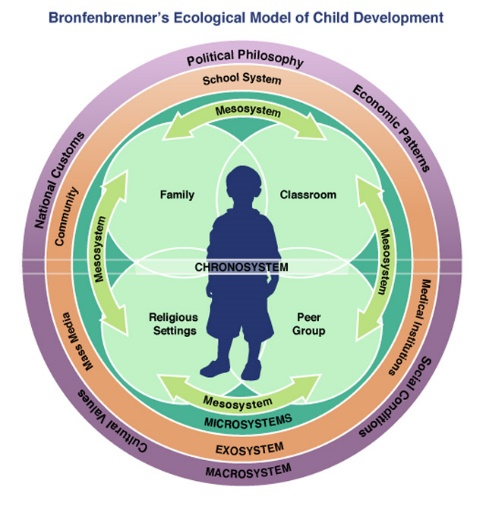 Bronfenbrenner's Ecological Model of Child Development
Political Philosophy
School System
Mesosystem
Economic Patterns
National Customs
Community
Family
Classroom
Mesosystem
Mesosystem
CHRONOSYSTEM
Religious
Settings
Peer
Group
Mass Media
Medical Institutions
Cultural Values
Social Conditions
Mesosystem
MICROSYSTEMS
EXOSYSTEM
MACROSYSTEM